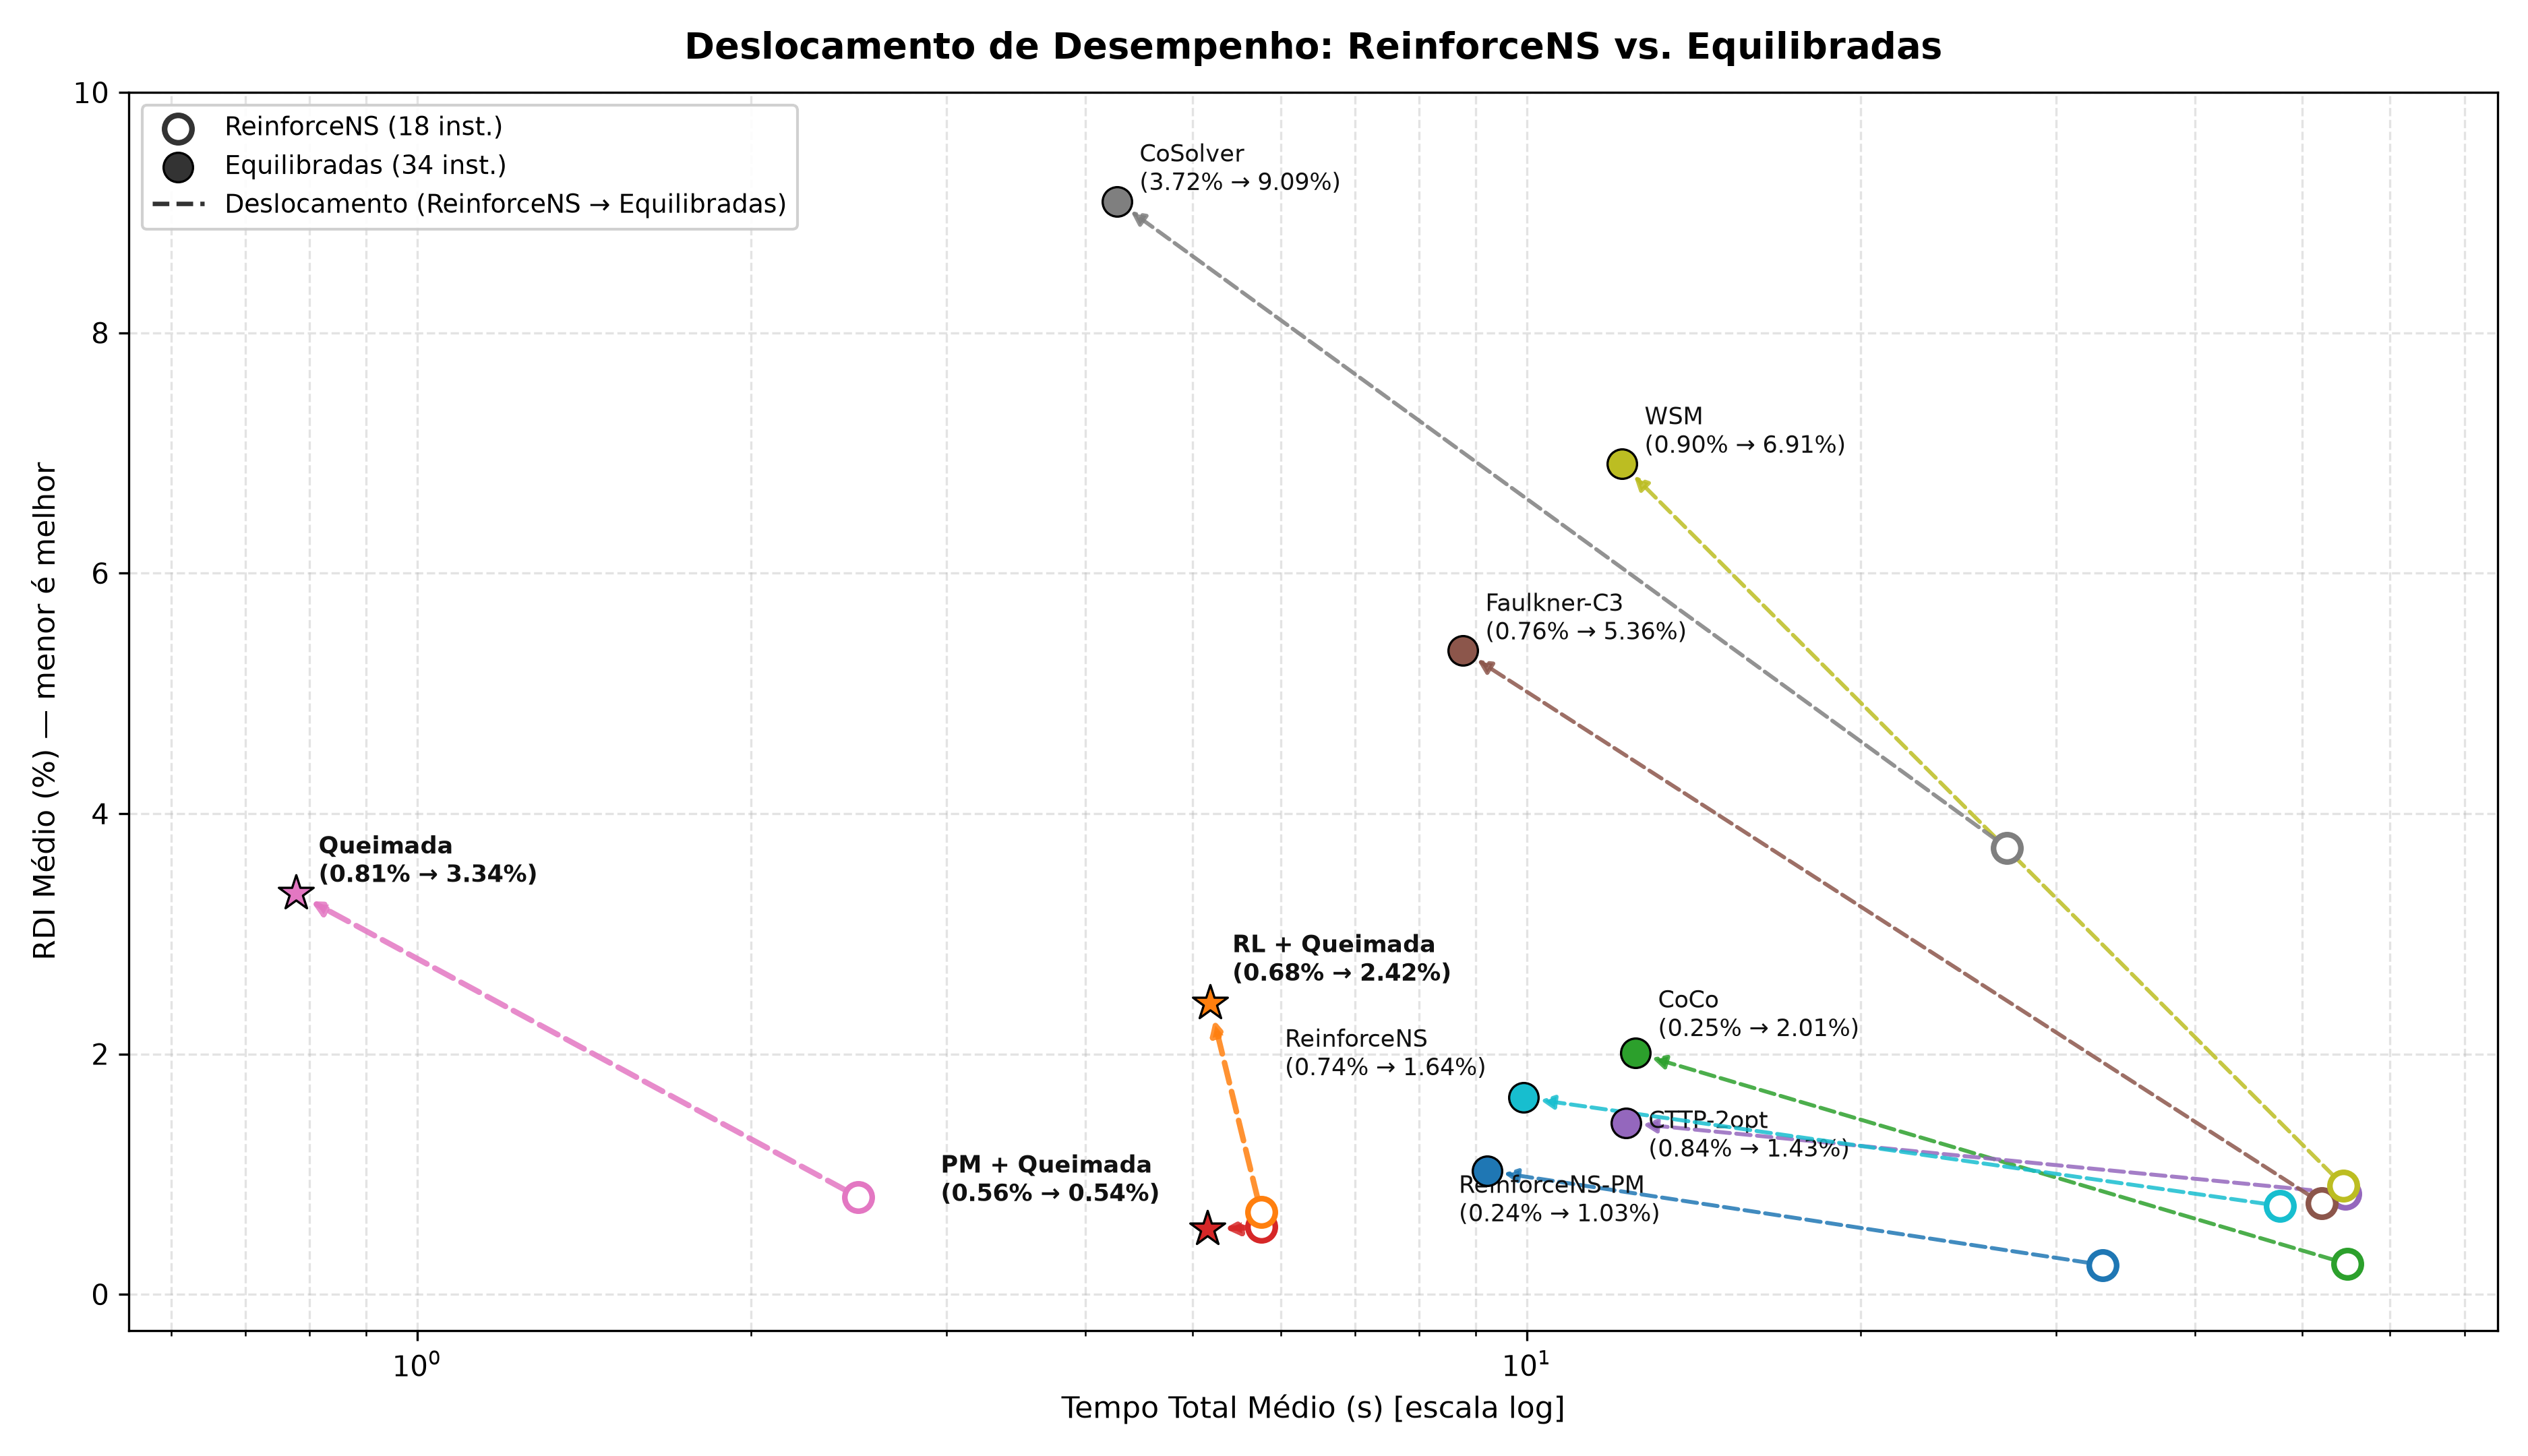 Deslocamento de Desempenho: ReinforceNS vs. Equilibradas
ReinforceNS (18 inst.)
Equilibradas (34 inst.)
Deslocamento (ReinforceNS → Equilibradas)
RDI Médio (%) — menor é melhor
10
8
6
4
2
0
CoSolver
(3.72% → 9.09%)
WSM
(0.90% → 6.91%)
Faulkner-C3
(0.76% → 5.36%)
Queimada
(0.81% → 3.34%)
RL + Queimada
(0.68% → 2.42%)
CoCo
(0.25% → 2.01%)
ReinforceNS
(0.74% → 1.64%)
CTTP-2opt
(0.84% → 1.43%)
PM + Queimada
(0.56% → 0.54%)
ReinforceNS-PM
(0.24% → 1.03%)
10⁰
10¹
Tempo Total Médio (s) [escala log]